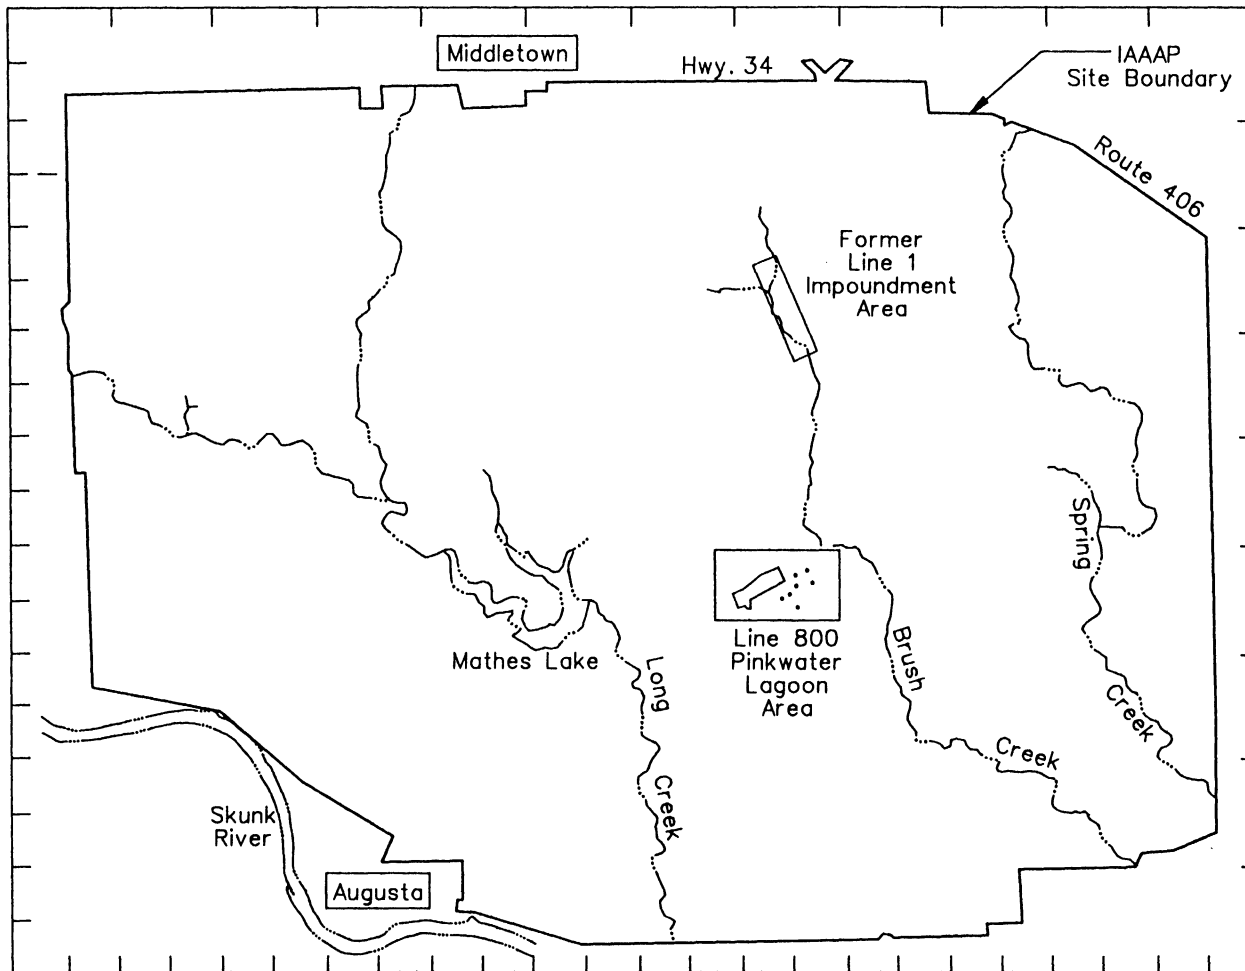 Middletown
Hwy. 34
IAAAP
Site Boundary
Route 406
Former
Line 1
Impoundment
Area
Spring
Creek
Line 800
Pinkwater
Lagoon
Area
Mathes Lake
Long
Creek
Brush
Creek
Skunk
River
Augusta